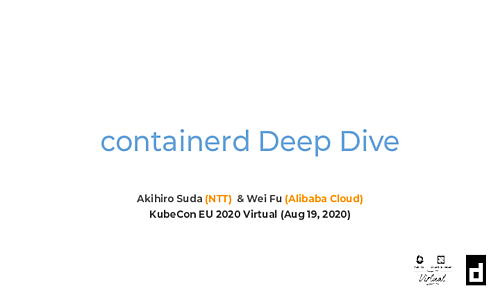 containerd Deep Dive
Akihiro Suda (NTT) & Wei Fu (Alibaba Cloud)
KubeCon EU 2020 Virtual (Aug 19, 2020)
Virtual
d